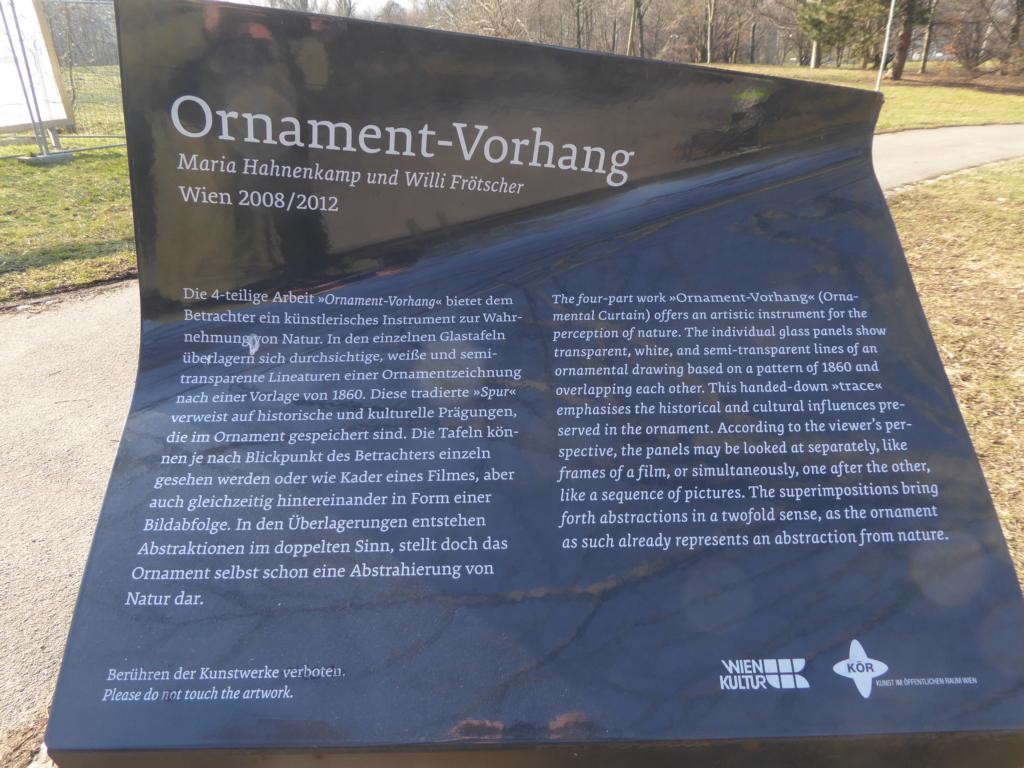 Ornament-Vorhang
Maria Hahnenkamp und Willi Frötscher
Wien 2008/2012
Die 4-teilige Arbeit »Ornament-Vorhang« bietet dem
Betrachter ein künstlerisches Instrument zur Wahr-
nehmung von Natur. In den einzelnen Glastafeln
überlagern sich durchsichtige, weiße und semi-
transparente Lineaturen einer Ornamentzeichnung
nach einer Vorlage von 1860. Diese tradierte »Spur«
verweist auf historische und kulturelle Prägungen,
die im Ornament gespeichert sind. Die Tafeln kön-
nen je nach Blickpunkt des Betrachters einzeln
gesehen werden oder wie Kader eines Filmes, aber
auch gleichzeitig hintereinander in Form einer
Bildabfolge. In den Überlagerungen entstehen
Abstraktionen im doppelten Sinn, stellt doch das
Ornament selbst schon eine Abstrahierung von
Natur dar.
The four-part work »Ornament-Vorhang« (Orna-
mental Curtain) offers an artistic instrument for the
perception of nature. The individual glass panels show
transparent, white, and semi-transparent lines of an
ornamental drawing based on a pattern of 1860 and
overlapping each other. This handed-down »trace«
emphasises the historical and cultural influences pre-
served in the ornament. According to the viewer's per-
spective, the panels may be looked at separately, like
frames of a film, or simultaneously, one after the other,
like a sequence of pictures. The superimpositions bring
forth abstractions in a twofold sense, as the ornament
as such already represents an abstraction from nature.
Berühren der Kunstwerke verboten.
Please do not touch the artwork.
WIEN
KULTUR
KÖR
KUNST IM ÖFFENTLICHEN RAUM WIEN